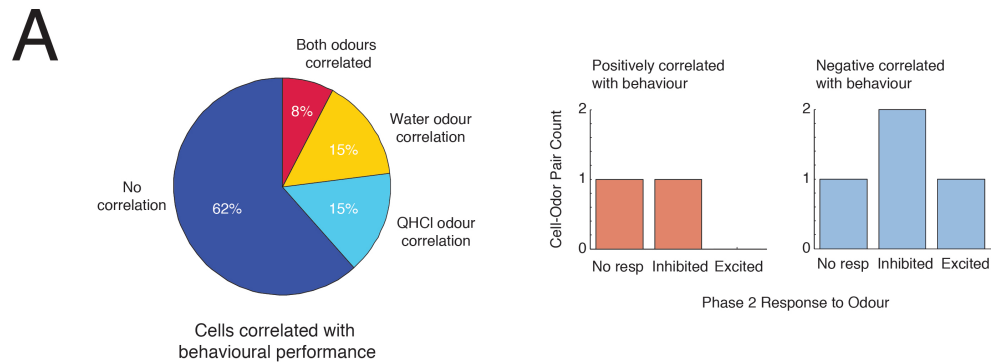 A
Both odours
correlated
8%
Water odour
correlation
15%
No
correlation
62%
15%
QHCl odour
correlation
Cells correlated with
behavioural performance
Positively correlated
with behaviour
Cell-Odor Pair Count
2
1
0
No resp Inhibited Excited
Negative correlated
with behaviour
2
1
0
No resp Inhibited Excited
Phase 2 Response to Odour